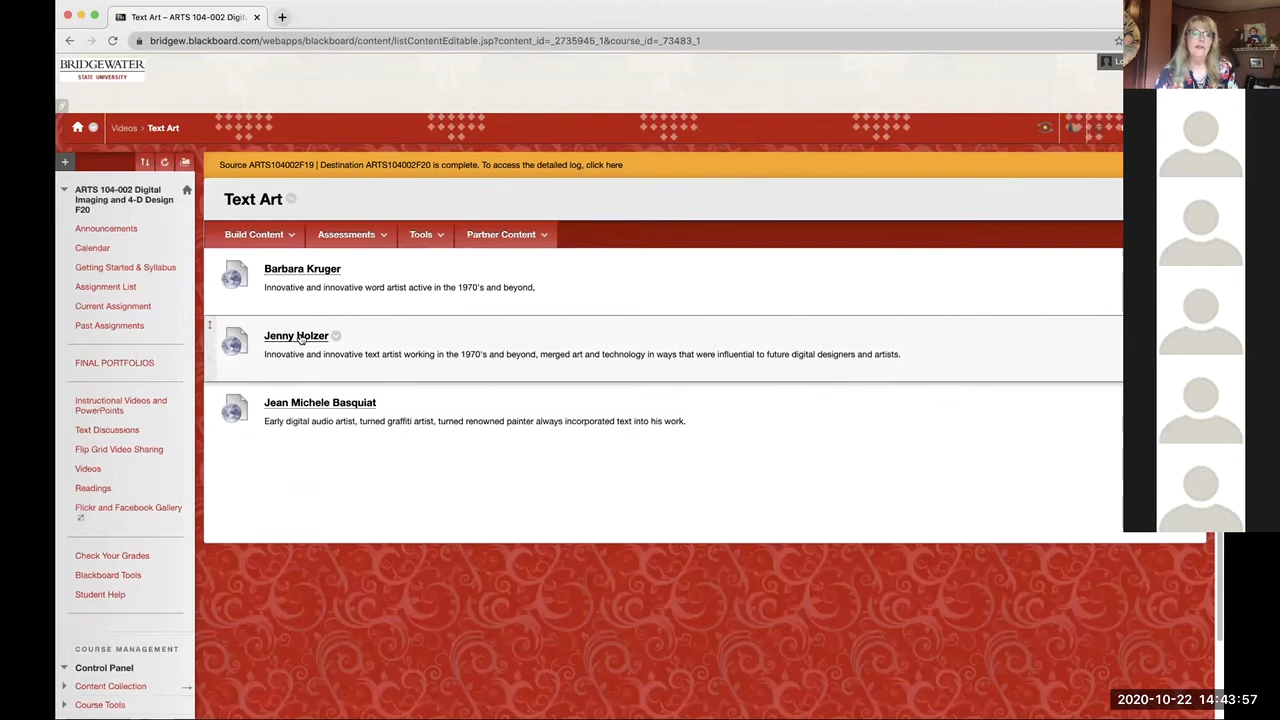 Text Art – ARTS 104-002 Digit
bridgew.blackboard.com/webapps/blackboard/content/listContentEditable.jsp?content_id=_2735945_1&course_id=_73483_1
BRIDGEWATER
STATE UNIVERSITY
Lo
Videos > Text Art
Source ARTS104002F19 | Destination ARTS104002F20 is complete. To access the detailed log, click here
Text Art
Build Content
Assessments
Tools
Partner Content
Barbara Kruger
Innovative and innovative word artist active in the 1970's and beyond,
Jenny Holzer
Innovative and innovative text artist working in the 1970's and beyond, merged art and technology in ways that were influential to future digital designers and artists.
Jean Michele Basquiat
Early digital audio artist, turned graffiti artist, turned renowned painter always incorporated text into his work.
ARTS 104-002 Digital
Imaging and 4-D Design
F20
Announcements
Calendar
Getting Started & Syllabus
Assignment List
Current Assignment
Past Assignments
FINAL PORTFOLIOS
Instructional Videos and
PowerPoints
Text Discussions
Flip Grid Video Sharing
Videos
Readings
Flickr and Facebook Gallery
Check Your Grades
Blackboard Tools
Student Help
COURSE MANAGEMENT
Control Panel
Content Collection
Course Tools
2020-10-22 14:43:57